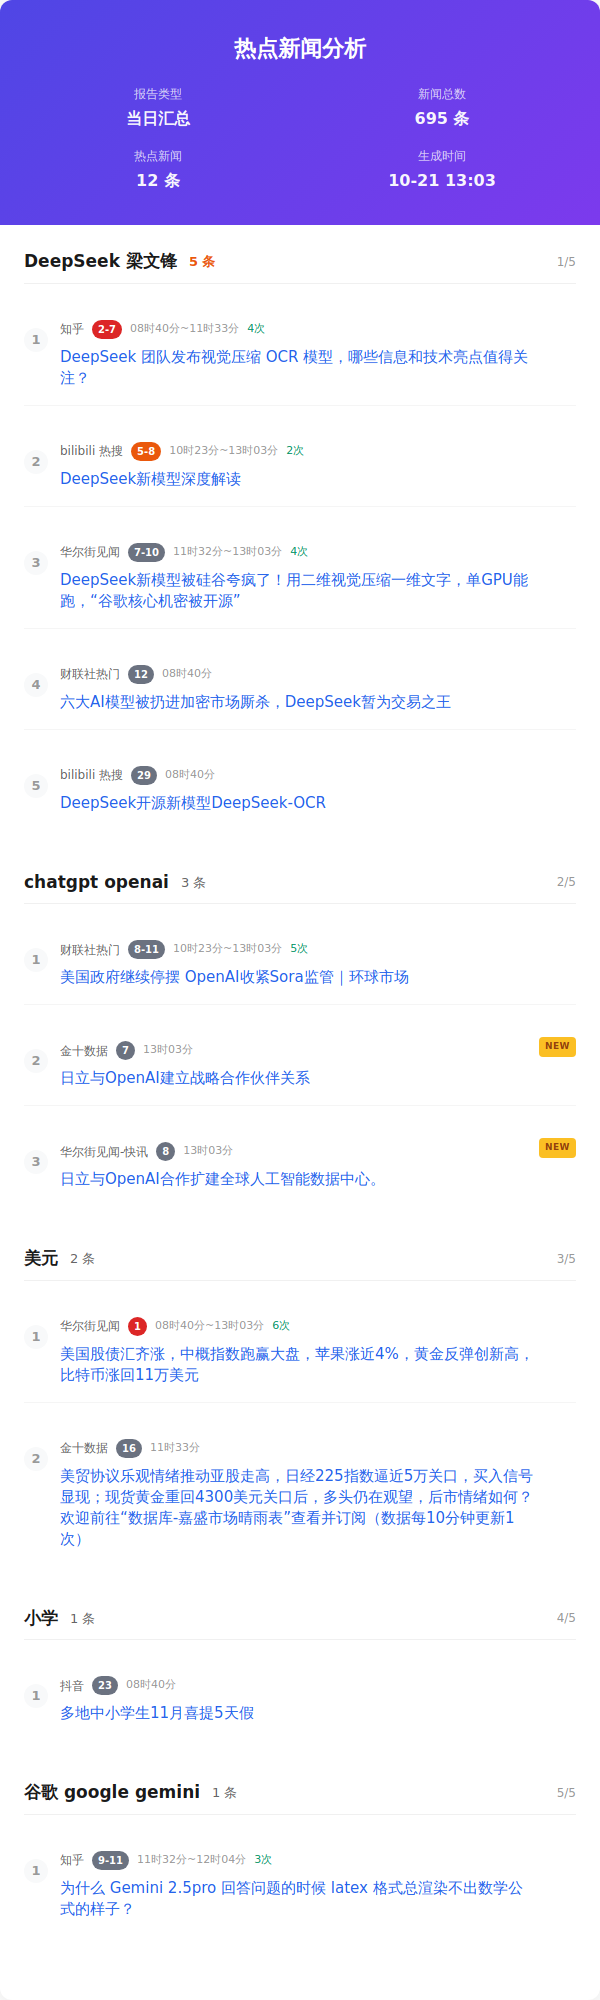 热点新闻分析
报告类型
当日汇总
新闻总数
695 条
热点新闻
12 条
生成时间
10-21 13:03
DeepSeek 梁文锋 5 条 1/5
1
知乎 2-7 08时40分~11时33分 4次
DeepSeek 团队发布视觉压缩 OCR 模型，哪些信息和技术亮点值得关
注？
2
bilibili 热搜 5-8 10时23分~13时03分 2次
DeepSeek新模型深度解读
3
华尔街见闻 7-10 11时32分~13时03分 4次
DeepSeek新模型被硅谷夸疯了！用二维视觉压缩一维文字，单GPU能
跑，“谷歌核心机密被开源”
4
财联社热门 12 08时40分
六大AI模型被扔进加密市场厮杀，DeepSeek暂为交易之王
5
bilibili 热搜 29 08时40分
DeepSeek开源新模型DeepSeek-OCR
chatgpt openai 3 条 2/5
1
财联社热门 8-11 10时23分~13时03分 5次
美国政府继续停摆 OpenAI收紧Sora监管｜环球市场
2
金十数据 7 13时03分 NEW
日立与OpenAI建立战略合作伙伴关系
3
华尔街见闻-快讯 8 13时03分 NEW
日立与OpenAI合作扩建全球人工智能数据中心。
美元 2 条 3/5
1
华尔街见闻 1 08时40分~13时03分 6次
美国股债汇齐涨，中概指数跑赢大盘，苹果涨近4%，黄金反弹创新高，
比特币涨回11万美元
2
金十数据 16 11时33分
美贸协议乐观情绪推动亚股走高，日经225指数逼近5万关口，买入信号
显现；现货黄金重回4300美元关口后，多头仍在观望，后市情绪如何？
欢迎前往“数据库-嘉盛市场晴雨表”查看并订阅（数据每10分钟更新1
次）
小学 1 条 4/5
1
抖音 23 08时40分
多地中小学生11月喜提5天假
谷歌 google gemini 1 条 5/5
1
知乎 9-11 11时32分~12时04分 3次
为什么 Gemini 2.5pro 回答问题的时候 latex 格式总渲染不出数学公
式的样子？